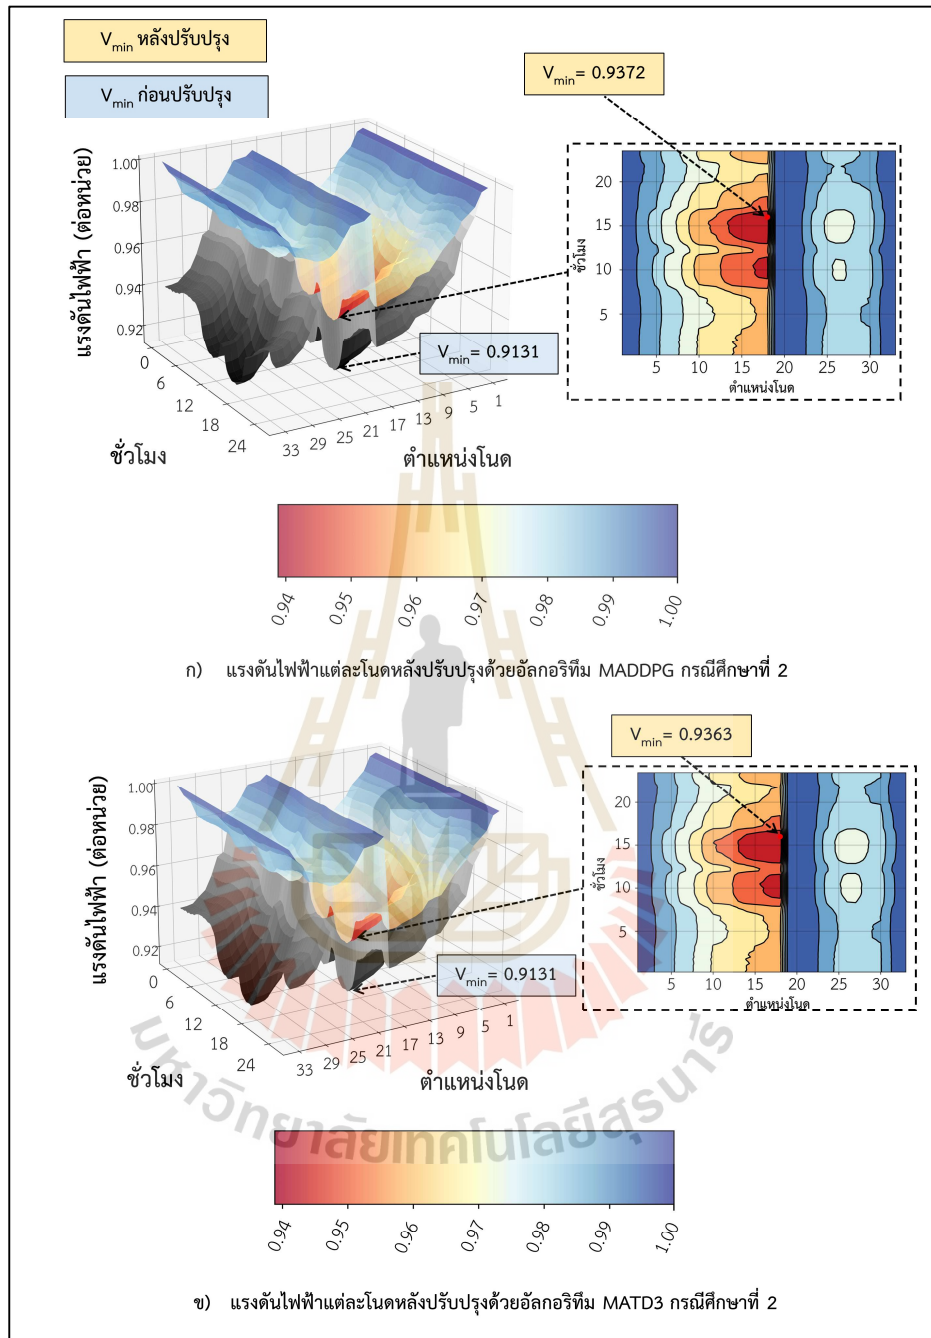 V_min หลังปรับปรุง
V_min ก่อนปรับปรุง
V_min= 0.9372
1.00
0.98
0.96
0.94
0.92
แรงดันไฟฟ้า (ต่อหน่วย)
0
6
12
18
24
ชั่วโมง
33 29 25 21 17 13 9 5 1
ตำแหน่งโนด
V_min = 0.9131
20
15
10
5
ชั่วโมง
5 10 15 20 25 30
ตำแหน่งโนด
0.94 0.95 0.96 0.97 0.98 0.99 1.00
ก) แรงดันไฟฟ้าแต่ละโนดหลังปรับปรุงด้วยอัลกอริทึม MADDPG กรณีศึกษาที่ 2
V_min= 0.9363
1.00
0.98
0.96
0.94
0.92
แรงดันไฟฟ้า (ต่อหน่วย)
0
6
12
18
24
ชั่วโมง
33 29 25 21 17 13 9 5 1
ตำแหน่งโนด
V_min = 0.9131
20
15
10
5
ชั่วโมง
5 10 15 20 25 30
ตำแหน่งโนด
มหาวิทยาลัยเทคโนโลยีสุรนารี
0.94 0.95 0.96 0.97 0.98 0.99 1.00
ข) แรงดันไฟฟ้าแต่ละโนดหลังปรับปรุงด้วยอัลกอริทึม MATD3 กรณีศึกษาที่ 2